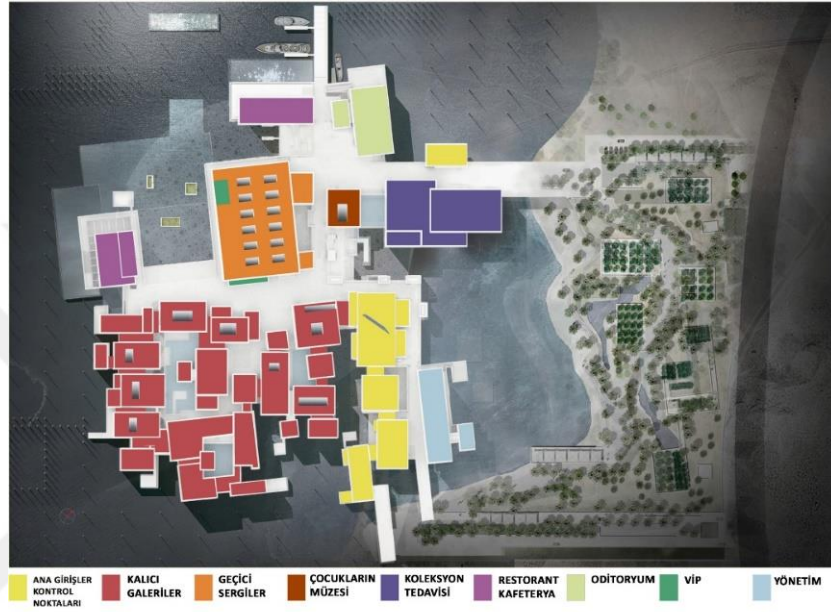 ANA GİRİŞLER
KONTROL
NOKTALARI
KALICI
GALERİLER
GEÇİCİ
SERGİLER
ÇOCUKLARIN
MÜZESİ
KOLEKSYON
TEDAVİSİ
RESTORANT
KAFETERYA
ODİTORYUM
VİP
YÖNETİM